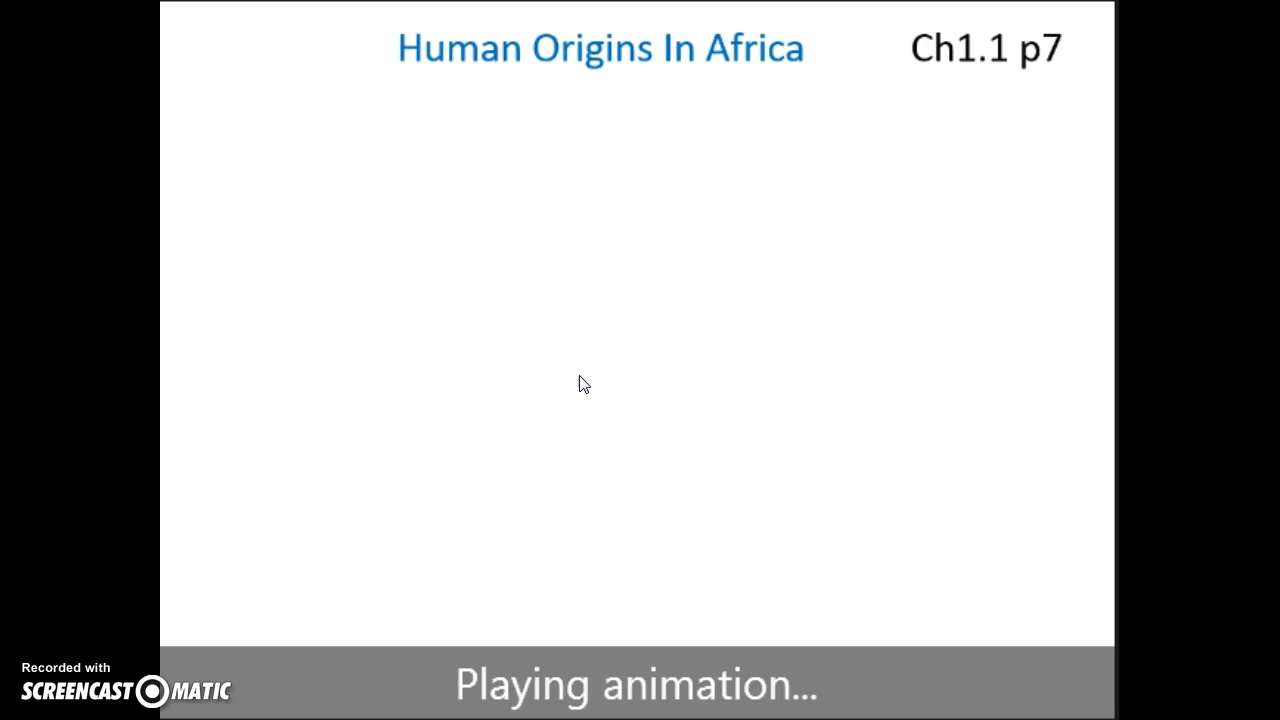 Human Origins In Africa
Ch1.1 p7
Playing animation...
Recorded with
SCREENCAST MATIC